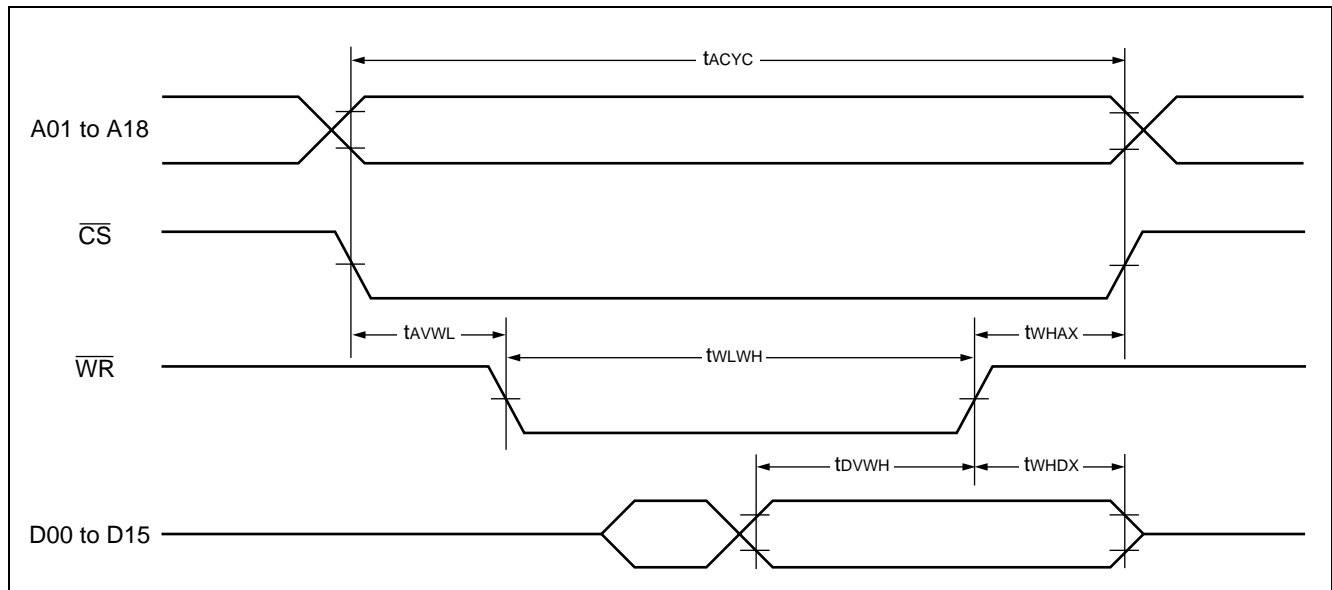 tACYC
A01 to A18
CS
tAVWL
tWLWH
tWHAX
WR
tDVWH
tWHDX
D00 to D15